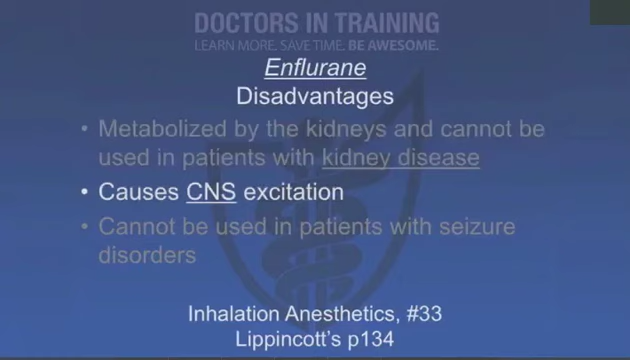 DOCTORS IN TRAINING
LEARN MORE. SAVE TIME. BE AWESOME.
Enflurane
Disadvantages
• Metabolized by the kidneys and cannot be
used in patients with kidney disease
• Causes CNS excitation
• Cannot be used in patients with seizure
disorders
Inhalation Anesthetics, #33
Lippincott's p134